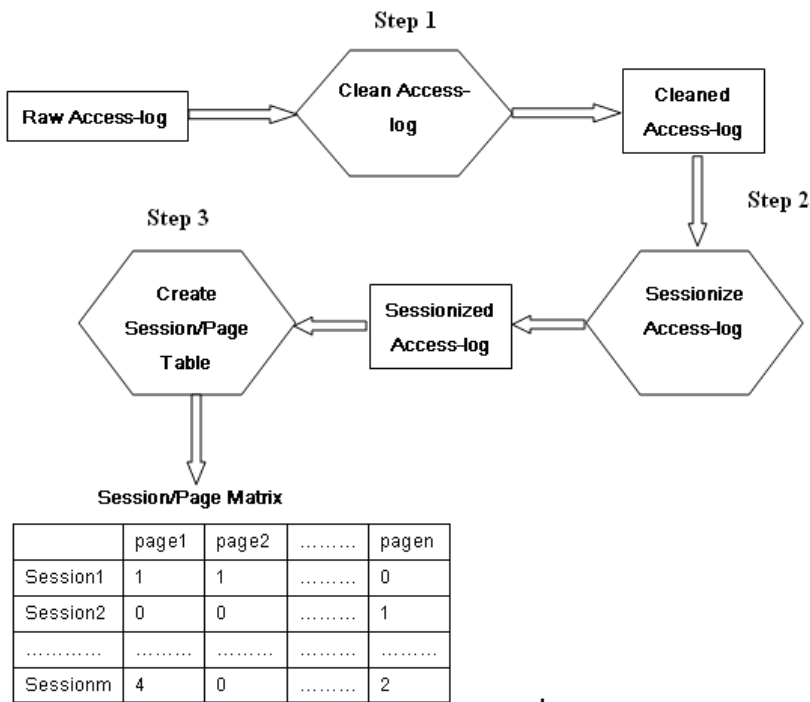 Step 1
Raw Access-log
Clean Access-
log
Cleaned
Access-log
Step 2
Sessionize
Access-log
Sessionized
Access-log
Step 3
Create
Session/Page
Table
Session/Page Matrix
page1 page2 ......... pagen
Session1 1 1 ......... 0
Session2 0 0 ......... 1
............ ......... ......... ......... .........
Sessionm 4 0 ......... 2